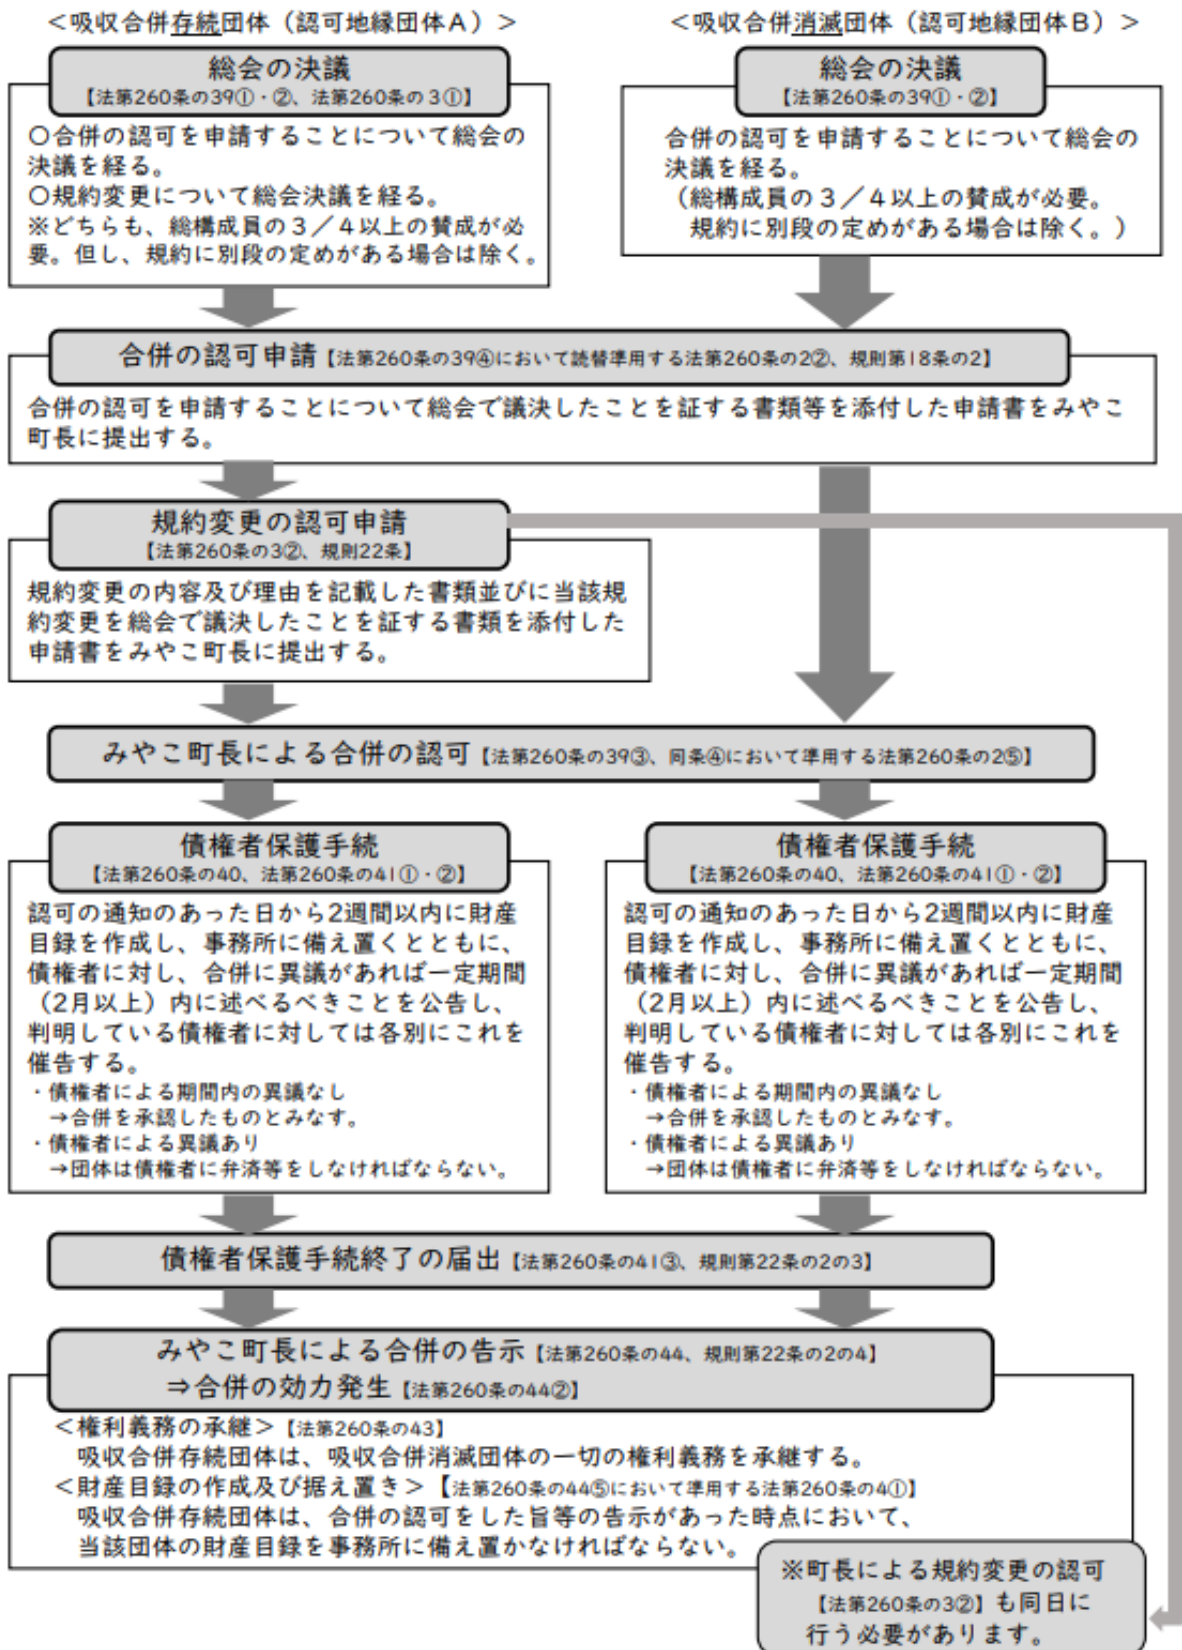 ＜吸収合併存続団体（認可地縁団体Ａ）＞
＜吸収合併消滅団体（認可地縁団体Ｂ）＞
総会の決議
【法第260条の39①・②、法第260条の3①】
〇合併の認可を申請することについて総会の
決議を経る。
〇規約変更について総会決議を経る。
※どちらも、総構成員の３／４以上の賛成が必
要。但し、規約に別段の定めがある場合は除く。
総会の決議
【法第260条の39①・②】
合併の認可を申請することについて総会の
決議を経る。
（総構成員の３／４以上の賛成が必要。
規約に別段の定めがある場合は除く。）
合併の認可申請【法第260条の39④において読替準用する法第260条の2②、規則第18条の2】
合併の認可を申請することについて総会で議決したことを証する書類等を添付した申請書をみやこ
町長に提出する。
規約変更の認可申請
【法第260条の3②、規則22条】
規約変更の内容及び理由を記載した書類並びに当該規
約変更を総会で議決したことを証する書類を添付した
申請書をみやこ町長に提出する。
みやこ町長による合併の認可【法第260条の39③、同条④において準用する法第260条の2⑤】
債権者保護手続
【法第260条の40、法第260条の41①・②】
認可の通知のあった日から2週間以内に財産
目録を作成し、事務所に備え置くとともに、
債権者に対し、合併に異議があれば一定期間
（2月以上）内に述べるべきことを公告し、
判明している債権者に対しては各別にこれを
催告する。
・債権者による期間内の異議なし
→合併を承認したものとみなす。
・債権者による異議あり
→団体は債権者に弁済等をしなければならない。
債権者保護手続
【法第260条の40、法第260条の41①・②】
認可の通知のあった日から2週間以内に財産
目録を作成し、事務所に備え置くとともに、
債権者に対し、合併に異議があれば一定期間
（2月以上）内に述べるべきことを公告し、
判明している債権者に対しては各別にこれを
催告する。
・債権者による期間内の異議なし
→合併を承認したものとみなす。
・債権者による異議あり
→団体は債権者に弁済等をしなければならない。
債権者保護手続終了の届出【法第260条の41③、規則第22条の2の3】
みやこ町長による合併の告示【法第260条の44、規則第22条の2の4】
⇒合併の効力発生【法第260条の44②】
＜権利義務の承継＞【法第260条の43】
吸収合併存続団体は、吸収合併消滅団体の一切の権利義務を承継する。
＜財産目録の作成及び据え置き＞【法第260条の44⑤において準用する法第260条の4①】
吸収合併存続団体は、合併の認可をした旨等の告示があった時点において、
当該団体の財産目録を事務所に備え置かなければならない。
※町長による規約変更の認可
【法第260条の3②】も同日に
行う必要があります。